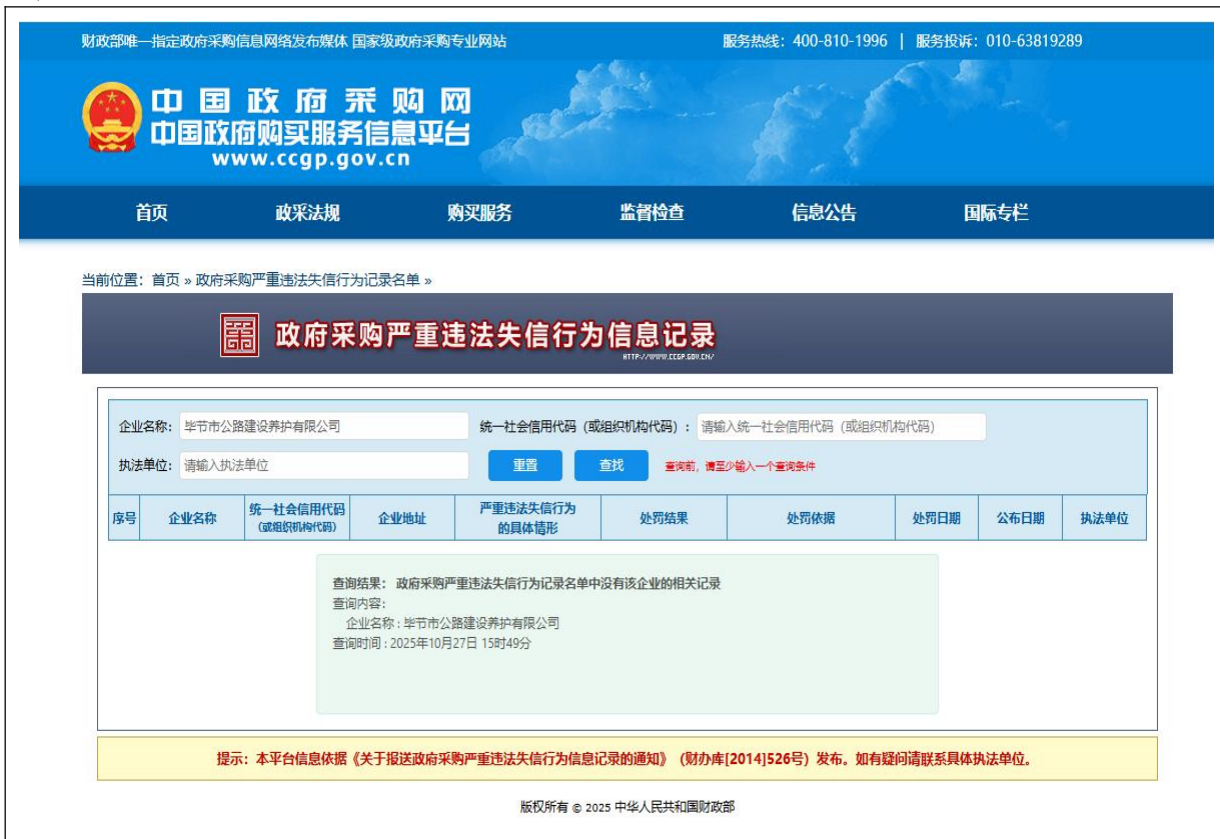 财政部唯一指定政府采购信息网络发布媒体 国家级政府采购专业网站
服务热线：400-810-1996 | 服务投诉：010-63819289
中国政府采购网
中国政府购买服务信息平台
www.ccgp.gov.cn
首页 政采法规 购买服务 监督检查 信息公告 国际专栏
当前位置：首页 » 政府采购严重违法失信行为记录名单 »
政府采购严重违法失信行为信息记录
HTTP://WWW.CCGP.GOV.CN/
企业名称：毕节市公路建设养护有限公司 统一社会信用代码（或组织机构代码）：请输入统一社会信用代码（或组织机构代码）
执法单位：请输入执法单位 重置 查找 查询前，请至少输入一个查询条件
序号 企业名称 统一社会信用代码（或组织机构代码） 企业地址 严重违法失信行为的具体情形 处罚结果 处罚依据 处罚日期 公布日期 执法单位
查询结果： 政府采购严重违法失信行为记录名单中没有该企业的相关记录
查询内容：
企业名称 : 毕节市公路建设养护有限公司
查询时间 : 2025年10月27日 15时49分
提示：本平台信息依据《关于报送政府采购严重违法失信行为信息记录的通知》（财办库[2014]526号）发布。如有疑问请联系具体执法单位。
版权所有 © 2025 中华人民共和国财政部